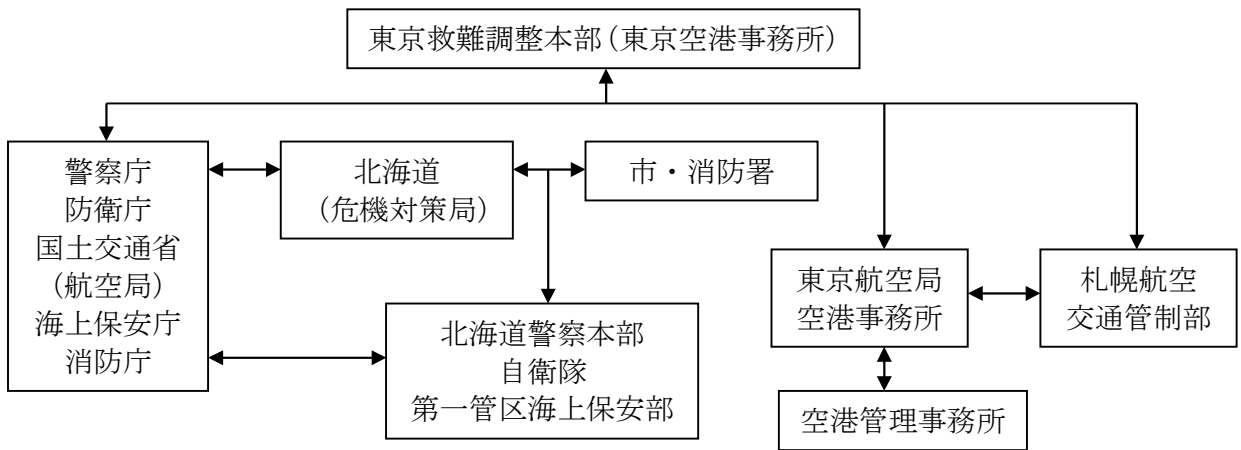 東京救難調整本部（東京空港事務所）
警察庁
防衛庁
国土交通省
（航空局）
海上保安庁
消防庁
北海道
（危機対策局）
市・消防署
北海道警察本部
自衛隊
第一管区海上保安部
東京航空局
空港事務所
札幌航空
交通管制部
空港管理事務所